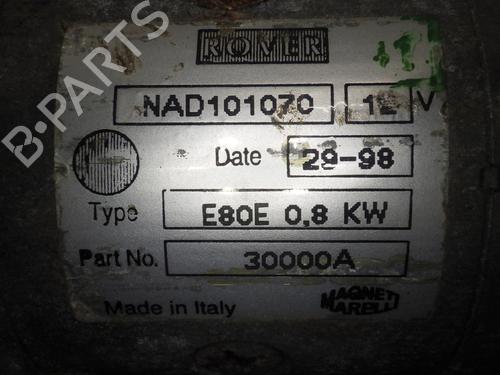 ROVER
NAD101070 12 V
Date 29-98
Type E80E 0,8 KW
Part No. 30000A
Made in Italy MAGNETI MARELLI
B-PARTS